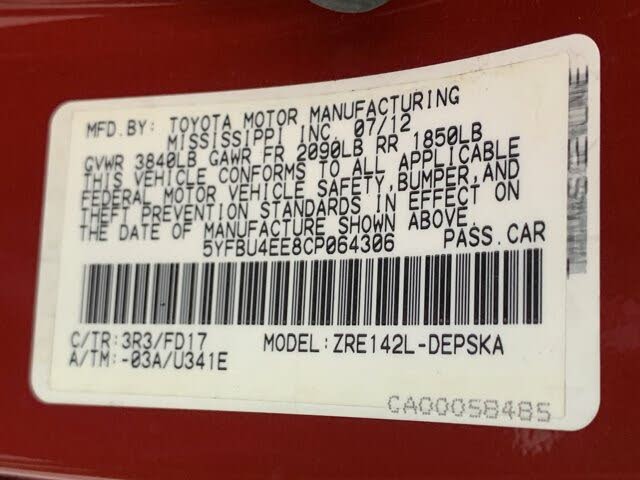 MFD.BY: TOYOTA MOTOR MANUFACTURING
MISSISSIPPI INC. 07/12
GVWR 3840LB GAWR FR 2090LB RR 1850LB
THIS VEHICLE CONFORMS TO ALL APPLICABLE
FEDERAL MOTOR VEHICLE SAFETY,BUMPER,AND
THEFT PREVENTION STANDARDS IN EFFECT ON
THE DATE OF MANUFACTURE SHOWN ABOVE.
5YFBU4EE8CP064306 PASS.CAR
C/TR:3R3/FD17 MODEL:ZRE142L-DEPSKA
A/TM:-03A/U341E
CA00058485